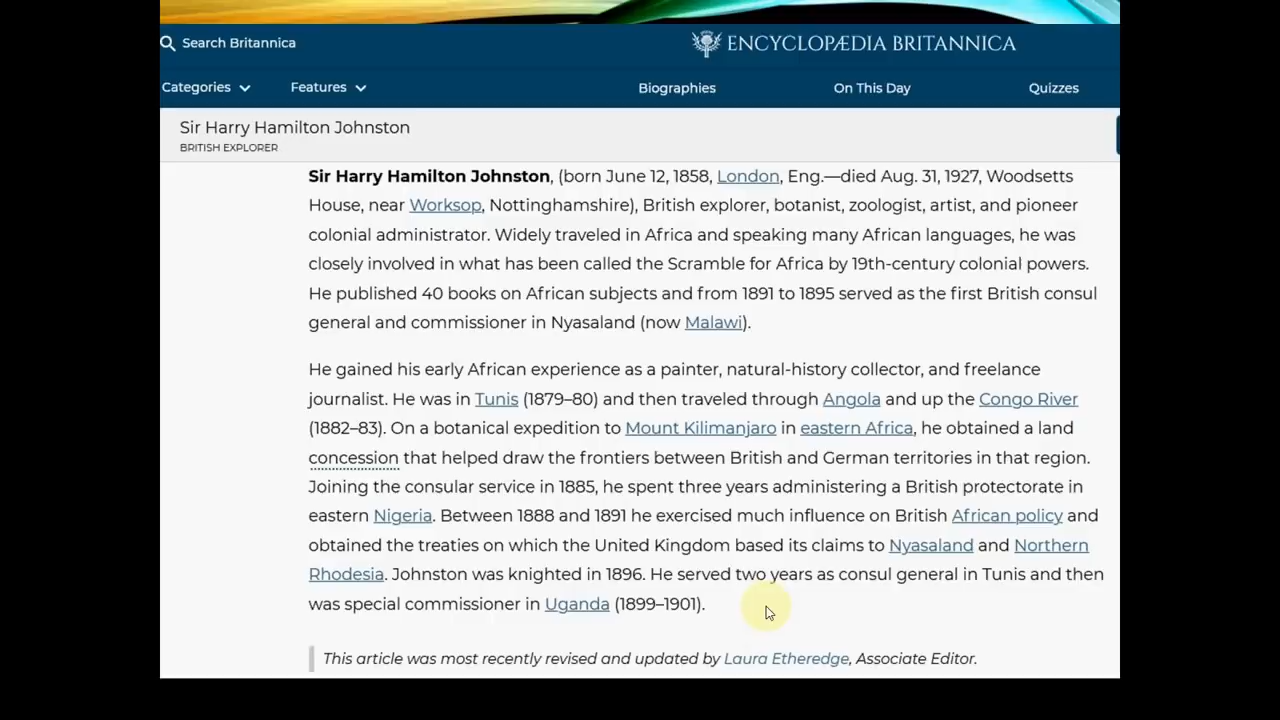 Search Britannica
ENCYCLOPÆDIA BRITANNICA
Categories
Features
Biographies
On This Day
Quizzes
Sir Harry Hamilton Johnston
BRITISH EXPLORER
Sir Harry Hamilton Johnston, (born June 12, 1858, London, Eng.—died Aug. 31, 1927, Woodsetts
House, near Worksop, Nottinghamshire), British explorer, botanist, zoologist, artist, and pioneer
colonial administrator. Widely traveled in Africa and speaking many African languages, he was
closely involved in what has been called the Scramble for Africa by 19th-century colonial powers.
He published 40 books on African subjects and from 1891 to 1895 served as the first British consul
general and commissioner in Nyasaland (now Malawi).
He gained his early African experience as a painter, natural-history collector, and freelance
journalist. He was in Tunis (1879–80) and then traveled through Angola and up the Congo River
(1882–83). On a botanical expedition to Mount Kilimanjaro in eastern Africa, he obtained a land
concession that helped draw the frontiers between British and German territories in that region.
Joining the consular service in 1885, he spent three years administering a British protectorate in
eastern Nigeria. Between 1888 and 1891 he exercised much influence on British African policy and
obtained the treaties on which the United Kingdom based its claims to Nyasaland and Northern
Rhodesia. Johnston was knighted in 1896. He served two years as consul general in Tunis and then
was special commissioner in Uganda (1899–1901).
This article was most recently revised and updated by Laura Etheredge, Associate Editor.